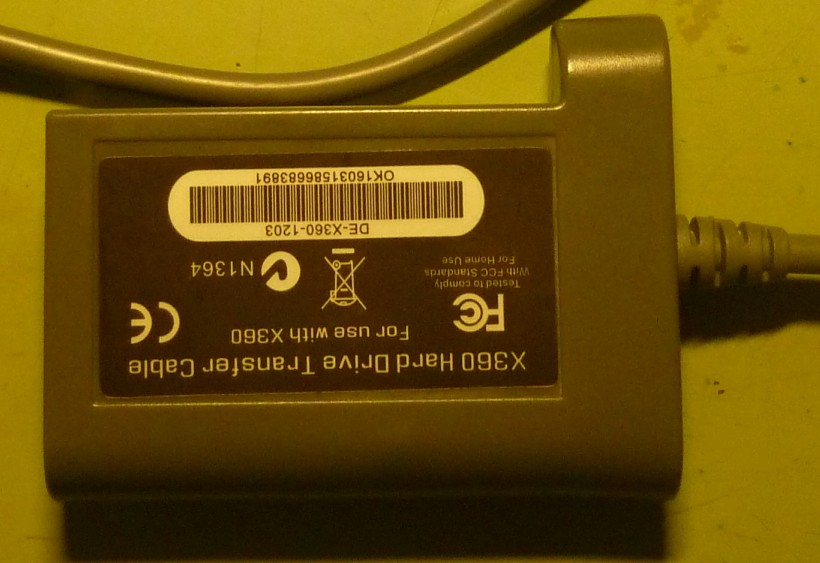 X360 Hard Drive Transfer Cable
For use with X360
FC
CE
Tested to comply
With FCC Standards
For Home Use
N1364
DE-X360-1203
OK16031586683891